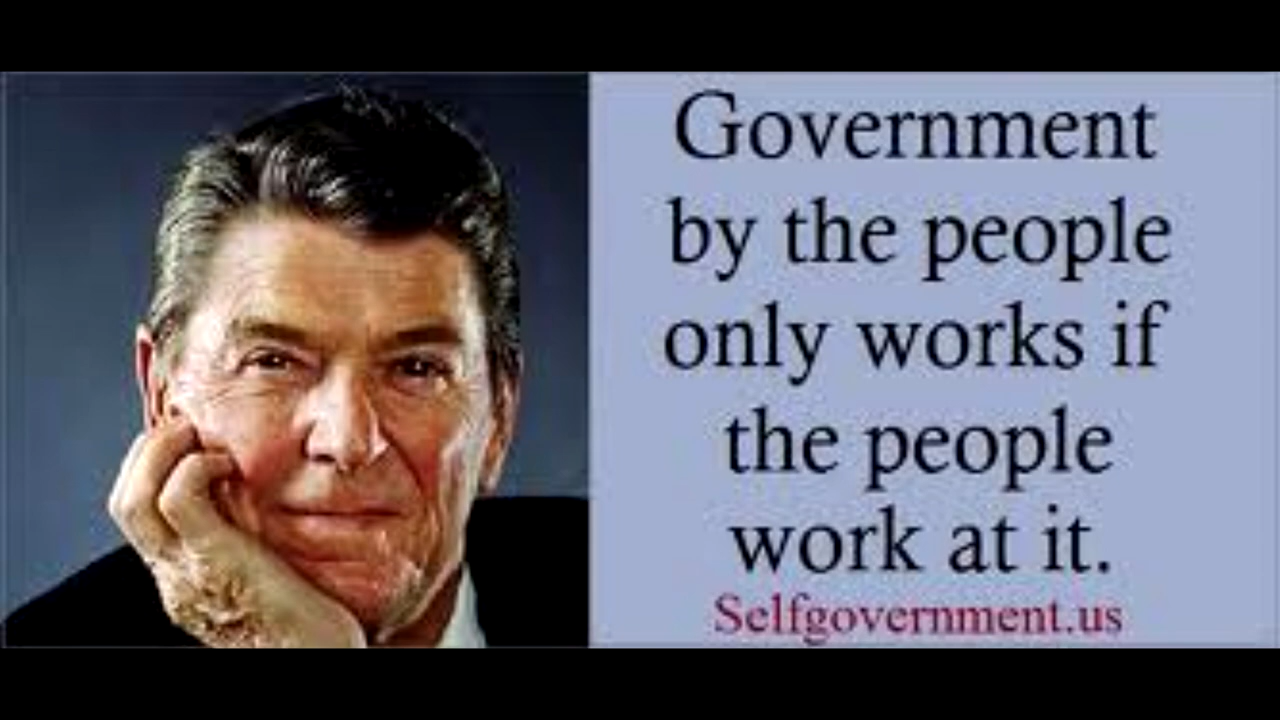 Government
by the people
only works if
the people
work at it.
Selfgovernment.us